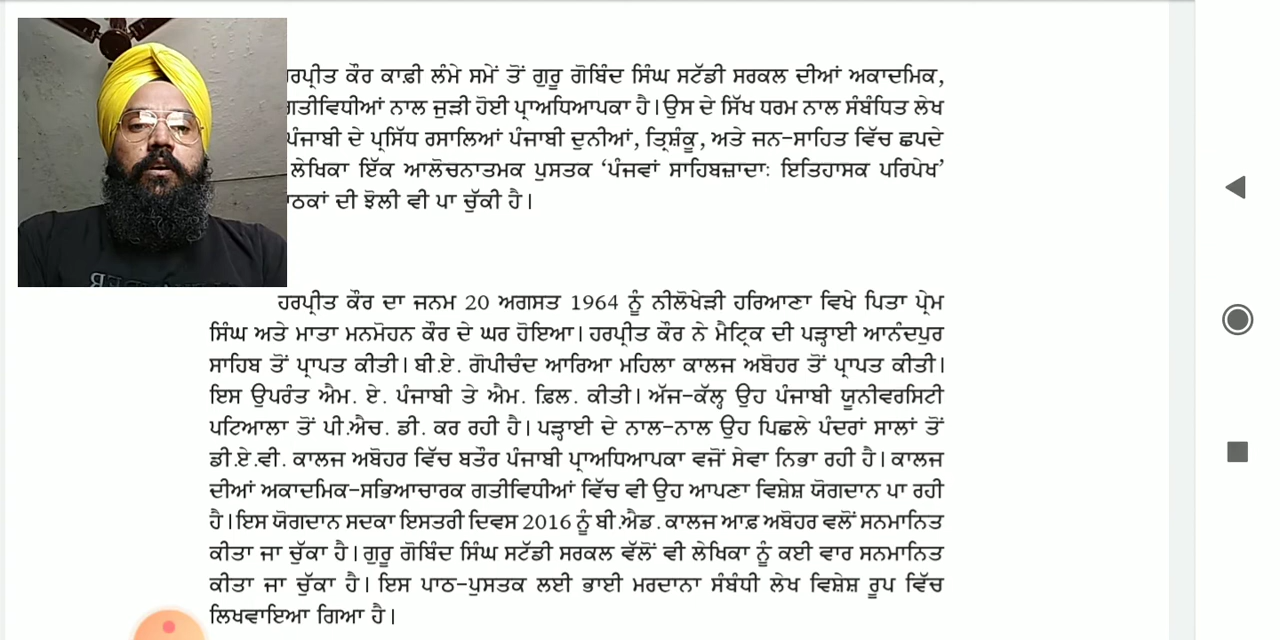 ਕੌਰ ਕਾਫ਼ੀ ਲੰਮੇ ਸਮੇਂ ਤੋਂ ਗੁਰੂ ਗੋਬਿੰਦ ਸਿੰਘ ਸਟੱਡੀ ਸਰਕਲ ਦੀਆਂ ਅਕਾਦਮਿਕ,
ਨਾਲ ਜੁੜੀ ਹੋਈ ਪ੍ਰਾਅਧਿਆਪਕਾ ਹੈ। ਉਸ ਦੇ ਸਿੱਖ ਧਰਮ ਨਾਲ ਸੰਬੰਧਿਤ ਲੇਖ
ਪੰਜਾਬੀ ਦੇ ਪ੍ਰਸਿੱਧ ਰਸਾਲਿਆਂ ਪੰਜਾਬੀ ਦੁਨੀਆਂ, ਤ੍ਰਿਸ਼ੰਕੂ, ਅਤੇ ਜਨ-ਸਾਹਿਤ ਵਿੱਚ ਛਪਦੇ
ਲੇਖਿਕਾ ਇੱਕ ਆਲੋਚਨਾਤਮਕ ਪੁਸਤਕ ‘ਪੰਜਵਾਂ ਸਾਹਿਬਜ਼ਾਦਾਃ ਇਤਿਹਾਸਕ ਪਰਿਪੇਖ’
ਦੀ ਝੋਲੀ ਵੀ ਪਾ ਚੁੱਕੀ ਹੈ।
ਹਰਪ੍ਰੀਤ ਕੌਰ ਦਾ ਜਨਮ 20 ਅਗਸਤ 1964 ਨੂੰ ਨੀਲੋਖੇੜੀ ਹਰਿਆਣਾ ਵਿਖੇ ਪਿਤਾ ਪ੍ਰੇਮ
ਸਿੰਘ ਅਤੇ ਮਾਤਾ ਮਨਮੋਹਨ ਕੌਰ ਦੇ ਘਰ ਹੋਇਆ। ਹਰਪ੍ਰੀਤ ਕੌਰ ਨੇ ਮੈਟ੍ਰਿਕ ਦੀ ਪੜ੍ਹਾਈ ਆਨੰਦਪੁਰ
ਸਾਹਿਬ ਤੋਂ ਪ੍ਰਾਪਤ ਕੀਤੀ। ਬੀ.ਏ. ਗੋਪੀਚੰਦ ਆਰਿਆ ਮਹਿਲਾ ਕਾਲਜ ਅਬੋਹਰ ਤੋਂ ਪ੍ਰਾਪਤ ਕੀਤੀ।
ਇਸ ਉਪਰੰਤ ਐਮ. ਏ. ਪੰਜਾਬੀ ਤੇ ਐਮ. ਫ਼ਿਲ. ਕੀਤੀ। ਅੱਜ-ਕੱਲ੍ਹ ਉਹ ਪੰਜਾਬੀ ਯੂਨੀਵਰਸਿਟੀ
ਪਟਿਆਲਾ ਤੋਂ ਪੀ.ਐਚ. ਡੀ. ਕਰ ਰਹੀ ਹੈ। ਪੜ੍ਹਾਈ ਦੇ ਨਾਲ-ਨਾਲ ਉਹ ਪਿਛਲੇ ਪੰਦਰਾਂ ਸਾਲਾਂ ਤੋਂ
ਡੀ.ਏ.ਵੀ. ਕਾਲਜ ਅਬੋਹਰ ਵਿੱਚ ਬਤੌਰ ਪੰਜਾਬੀ ਪ੍ਰਾਅਧਿਆਪਕਾ ਵਜੋਂ ਸੇਵਾ ਨਿਭਾ ਰਹੀ ਹੈ। ਕਾਲਜ
ਦੀਆਂ ਅਕਾਦਮਿਕ-ਸਭਿਆਚਾਰਕ ਗਤੀਵਿਧੀਆਂ ਵਿੱਚ ਵੀ ਉਹ ਆਪਣਾ ਵਿਸ਼ੇਸ਼ ਯੋਗਦਾਨ ਪਾ ਰਹੀ
ਹੈ। ਇਸ ਯੋਗਦਾਨ ਸਦਕਾ ਇਸਤਰੀ ਦਿਵਸ 2016 ਨੂੰ ਬੀ.ਐਡ. ਕਾਲਜ ਆਫ਼ ਅਬੋਹਰ ਵਲੋਂ ਸਨਮਾਨਿਤ
ਕੀਤਾ ਜਾ ਚੁੱਕਾ ਹੈ। ਗੁਰੂ ਗੋਬਿੰਦ ਸਿੰਘ ਸਟੱਡੀ ਸਰਕਲ ਵੱਲੋਂ ਵੀ ਲੇਖਿਕਾ ਨੂੰ ਕਈ ਵਾਰ ਸਨਮਾਨਿਤ
ਕੀਤਾ ਜਾ ਚੁੱਕਾ ਹੈ। ਇਸ ਪਾਠ-ਪੁਸਤਕ ਲਈ ਭਾਈ ਮਰਦਾਨਾ ਸੰਬੰਧੀ ਲੇਖ ਵਿਸ਼ੇਸ਼ ਰੂਪ ਵਿੱਚ
ਲਿਖਵਾਇਆ ਗਿਆ ਹੈ।